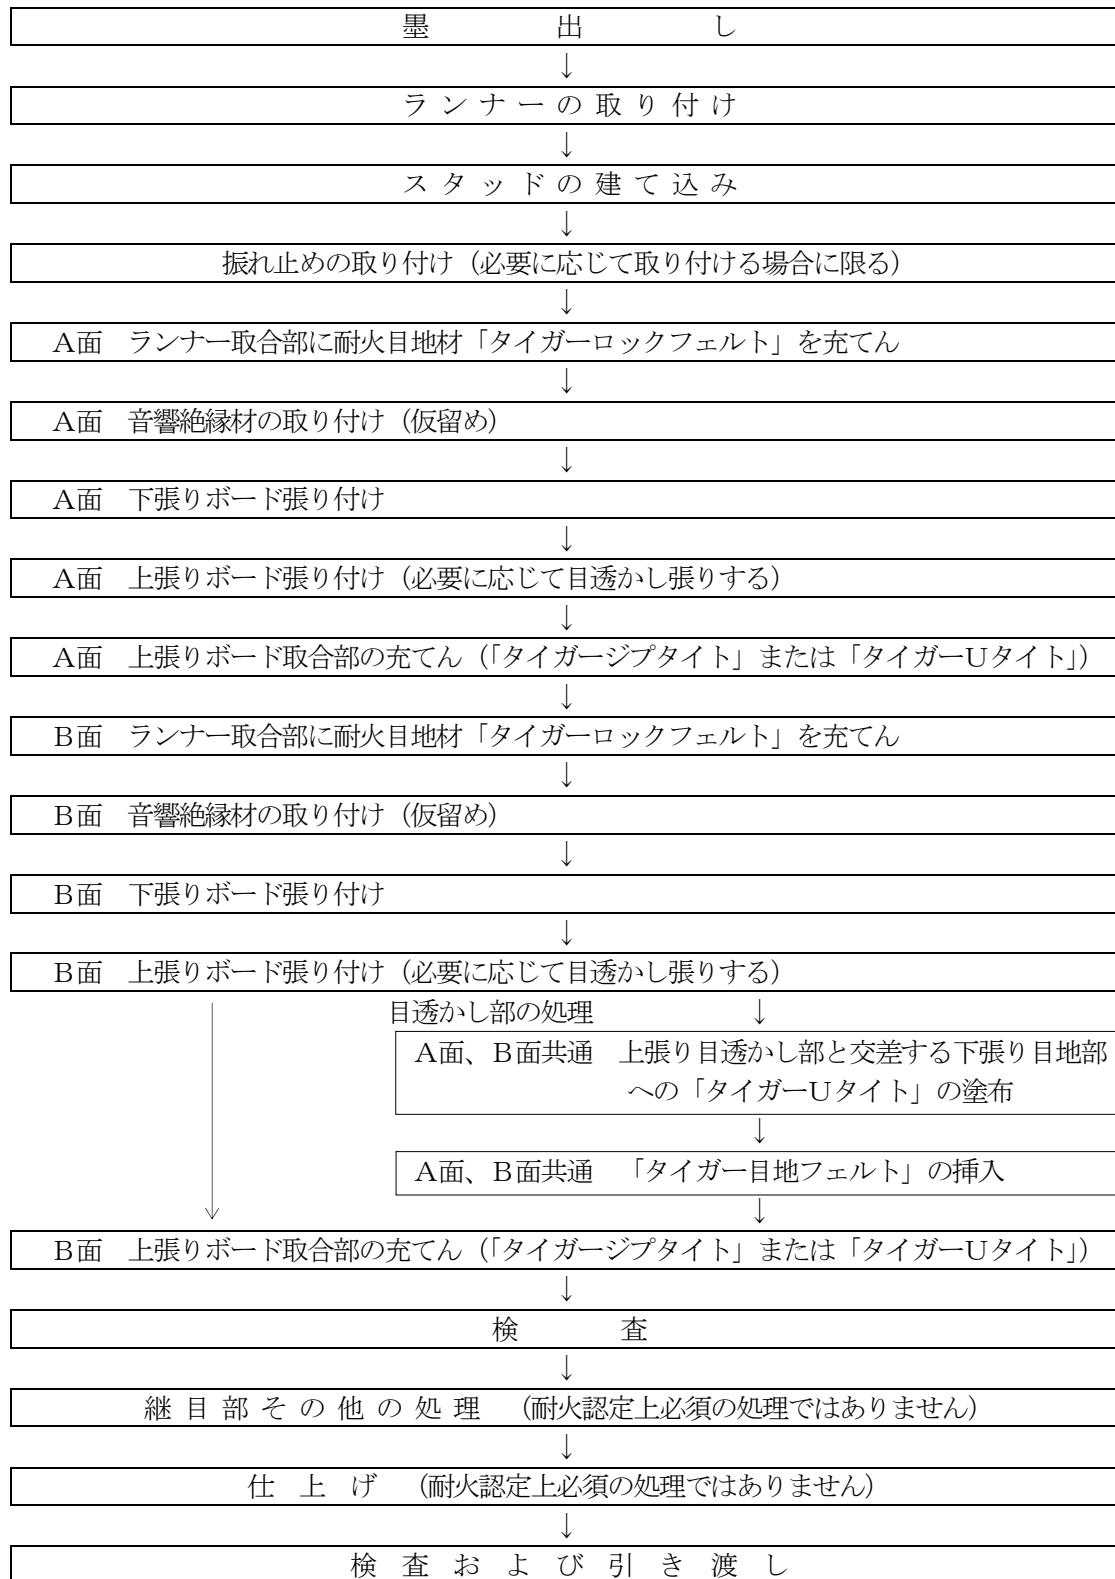 墨出し
↓
ランナーの取り付け
↓
スタッドの建て込み
↓
振れ止めの取り付け（必要に応じて取り付ける場合に限る）
↓
Ａ面　ランナー取合部に耐火目地材「タイガーロックフェルト」を充てん
↓
Ａ面　音響絶縁材の取り付け（仮留め）
↓
Ａ面　下張りボード張り付け
↓
Ａ面　上張りボード張り付け（必要に応じて目透かし張りする）
↓
Ａ面　上張りボード取合部の充てん（「タイガージプタイト」または「タイガーＵタイト」）
↓
Ｂ面　ランナー取合部に耐火目地材「タイガーロックフェルト」を充てん
↓
Ｂ面　音響絶縁材の取り付け（仮留め）
↓
Ｂ面　下張りボード張り付け
↓
Ｂ面　上張りボード張り付け（必要に応じて目透かし張りする）
目透かし部の処理　↓
Ａ面、Ｂ面共通　上張り目透かし部と交差する下張り目地部
への「タイガーＵタイト」の塗布
↓
Ａ面、Ｂ面共通　「タイガー目地フェルト」の挿入
↓
Ｂ面　上張りボード取合部の充てん（「タイガージプタイト」または「タイガーＵタイト」）
↓
検査
↓
継目部その他の処理　（耐火認定上必須の処理ではありません）
↓
仕上げ　（耐火認定上必須の処理ではありません）
↓
検査および引き渡し